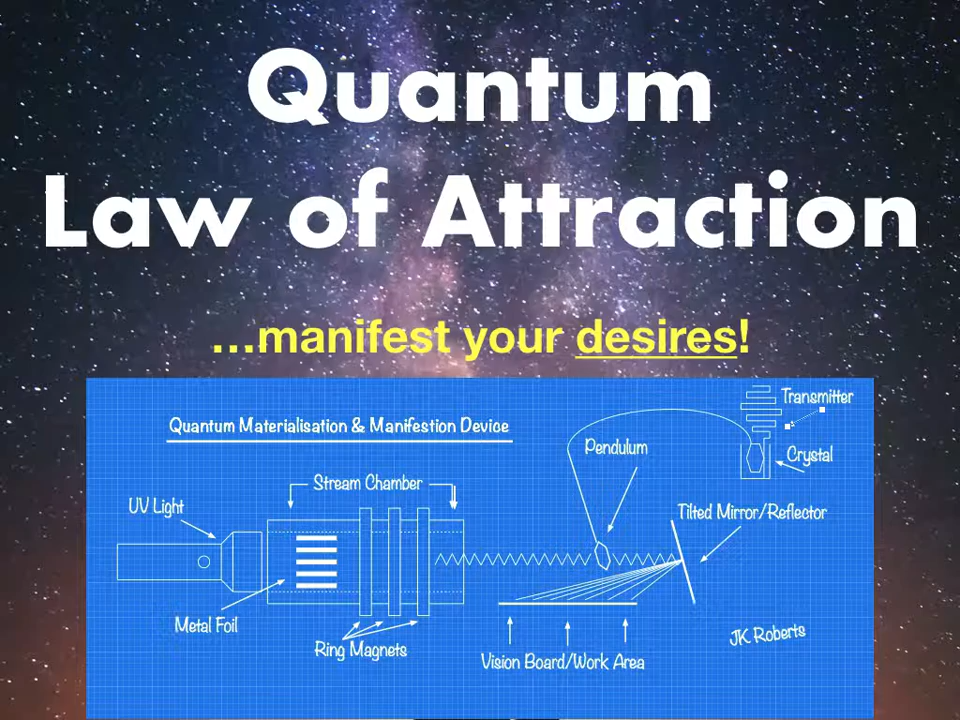 Quantum
Law of Attraction
...manifest your desires!
Quantum Materialisation & Manifestion Device
Transmitter
Pendulum
Crystal
Stream Chamber
UV Light
Tilted Mirror/Reflector
Metal Foil
Ring Magnets
JK Roberts
Vision Board/Work Area